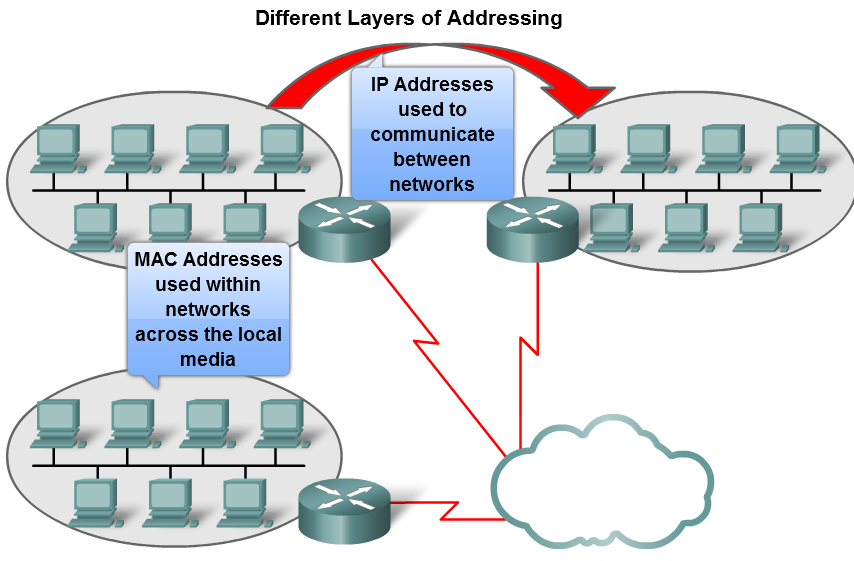 Different Layers of Addressing
IP Addresses
used to
communicate
between
networks
MAC Addresses
used within
networks
across the local
media